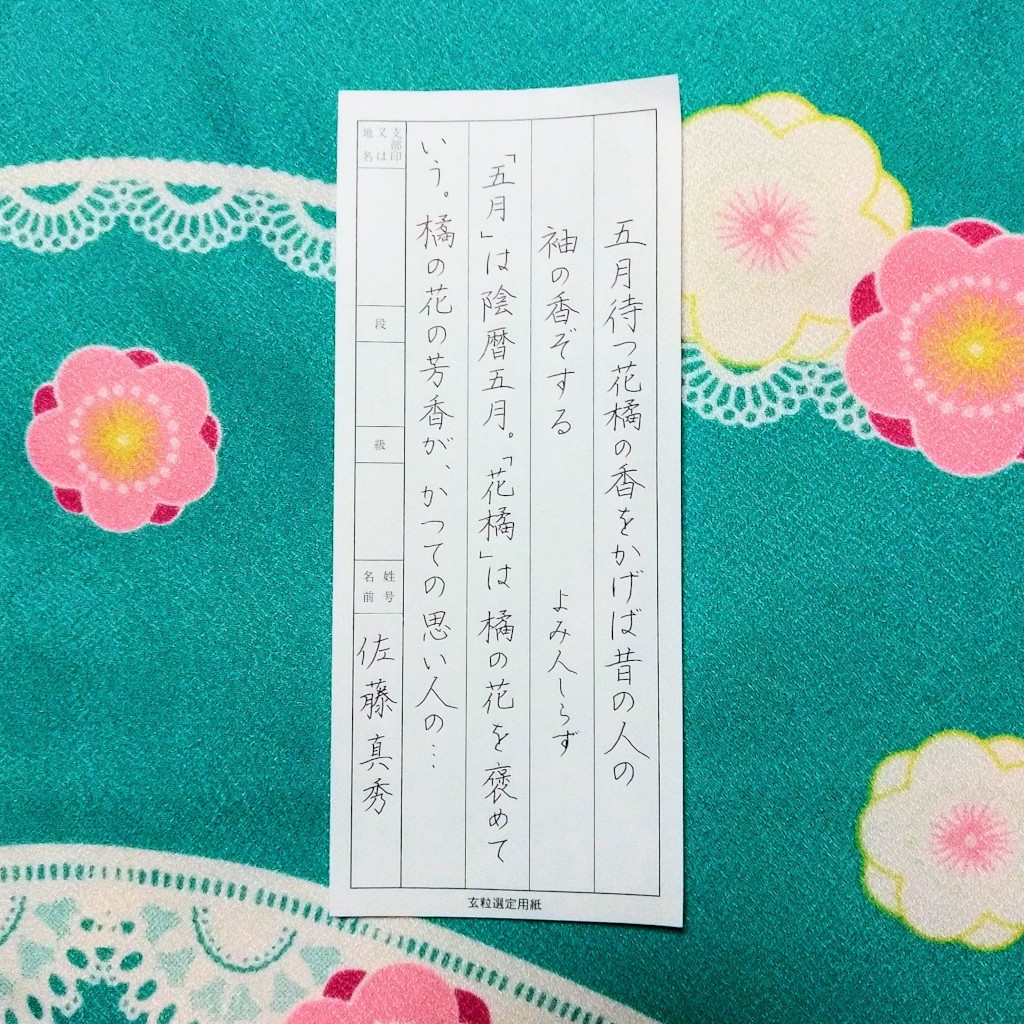 五月待つ花橘の香をかげば昔の人の
袖の香ぞする
よみ人しらず
「五月」は陰暦五月。「花橘」は橘の花を褒めて
いう。橘の花の芳香が、かつての思い人の…
支部印
又は
地名
段
級
姓号
名前
佐藤真秀
玄粒選定用紙